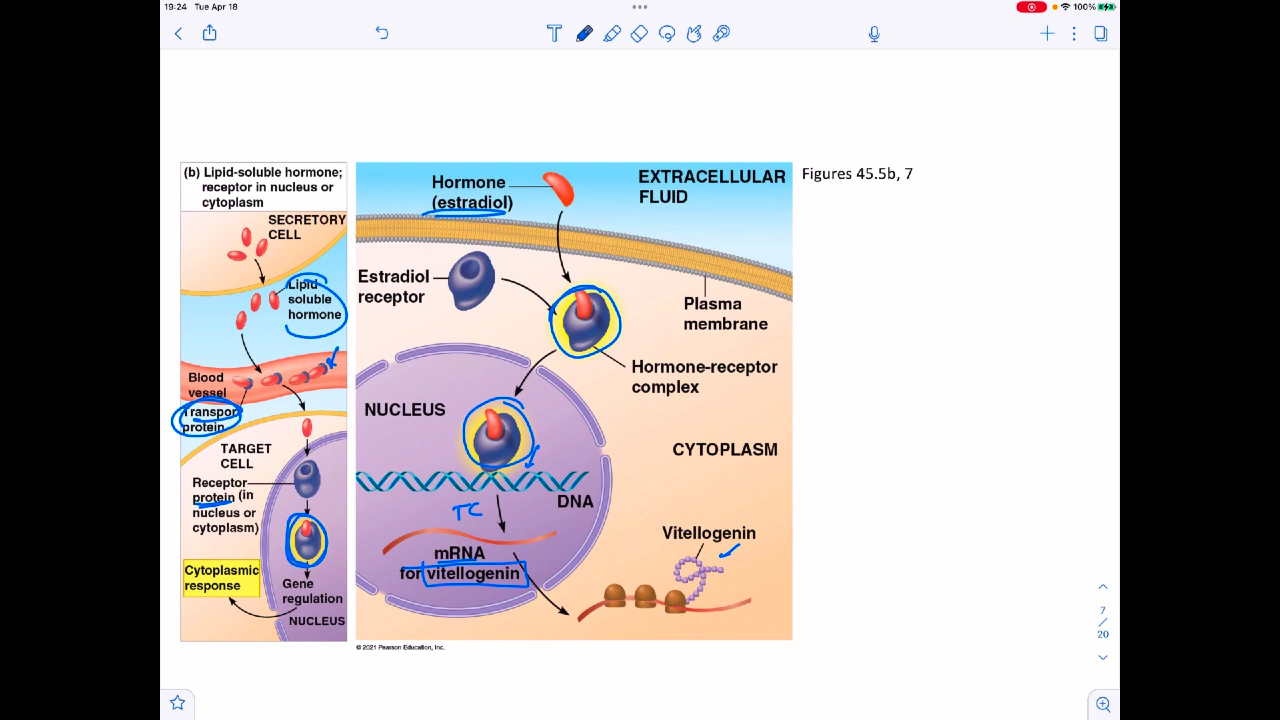 19:24 Tue Apr 18
100%
T
(b) Lipid-soluble hormone;
receptor in nucleus or
cytoplasm
SECRETORY
CELL
Lipid
soluble
hormone
Blood
vessel
Transport
protein
TARGET
CELL
Receptor
protein (in
nucleus or
cytoplasm)
Cytoplasmic
response
Gene
regulation
NUCLEUS
Hormone
(estradiol)
EXTRACELLULAR
FLUID
Estradiol
receptor
Plasma
membrane
Hormone-receptor
complex
NUCLEUS
CYTOPLASM
DNA
TC
mRNA
for vitellogenin
Vitellogenin
© 2021 Pearson Education, Inc.
Figures 45.5b, 7
7
/
20